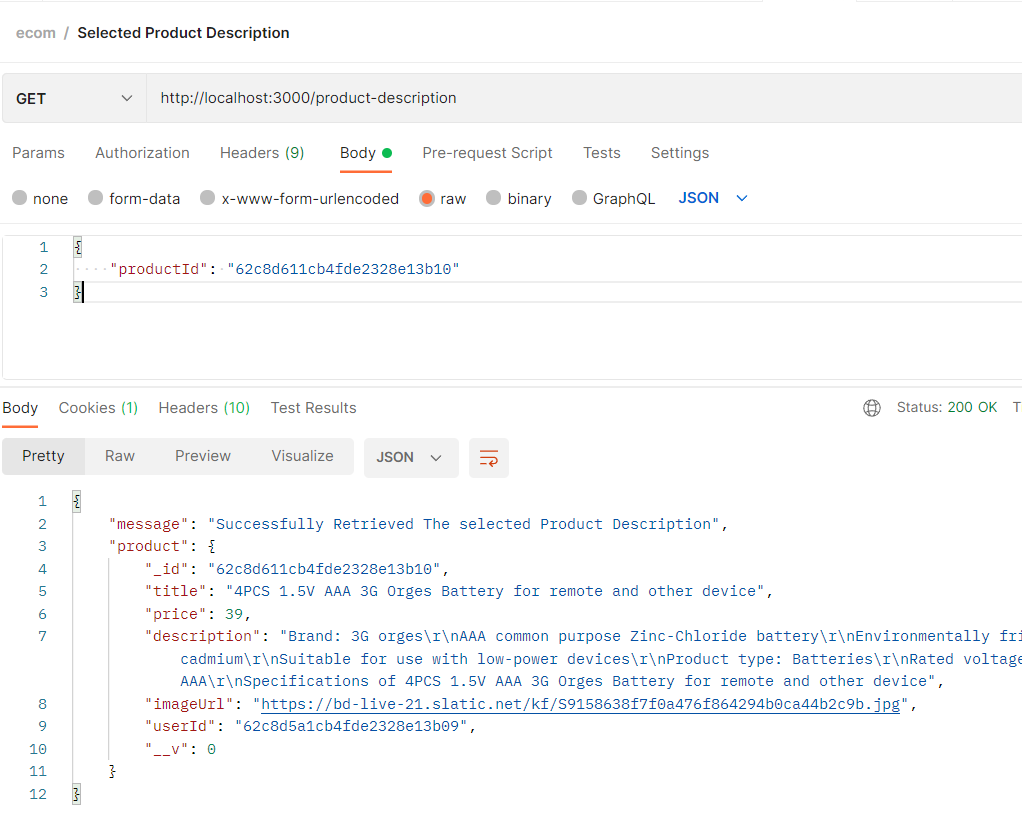 ecom / Selected Product Description
GET http://localhost:3000/product-description
Params Authorization Headers (9) Body Pre-request Script Tests Settings
none form-data x-www-form-urlencoded raw binary GraphQL JSON
1 {
2 "productId": "62c8d611cb4fde2328e13b10"
3 }
Body Cookies (1) Headers (10) Test Results Status: 200 OK T
Pretty Raw Preview Visualize JSON
1 {
2 "message": "Successfully Retrieved The selected Product Description",
3 "product": {
4 "_id": "62c8d611cb4fde2328e13b10",
5 "title": "4PCS 1.5V AAA 3G Orges Battery for remote and other device",
6 "price": 39,
7 "description": "Brand: 3G orges\r\nAAA common purpose Zinc-Chloride battery\r\nEnvironmentally fri
cadmium\r\nSuitable for use with low-power devices\r\nProduct type: Batteries\r\nRated voltage
AAA\r\nSpecifications of 4PCS 1.5V AAA 3G Orges Battery for remote and other device",
8 "imageUrl": "https://bd-live-21.slatic.net/kf/S9158638f7f0a476f864294b0ca44b2c9b.jpg",
9 "userId": "62c8d5a1cb4fde2328e13b09",
10 "__v": 0
11 }
12 }